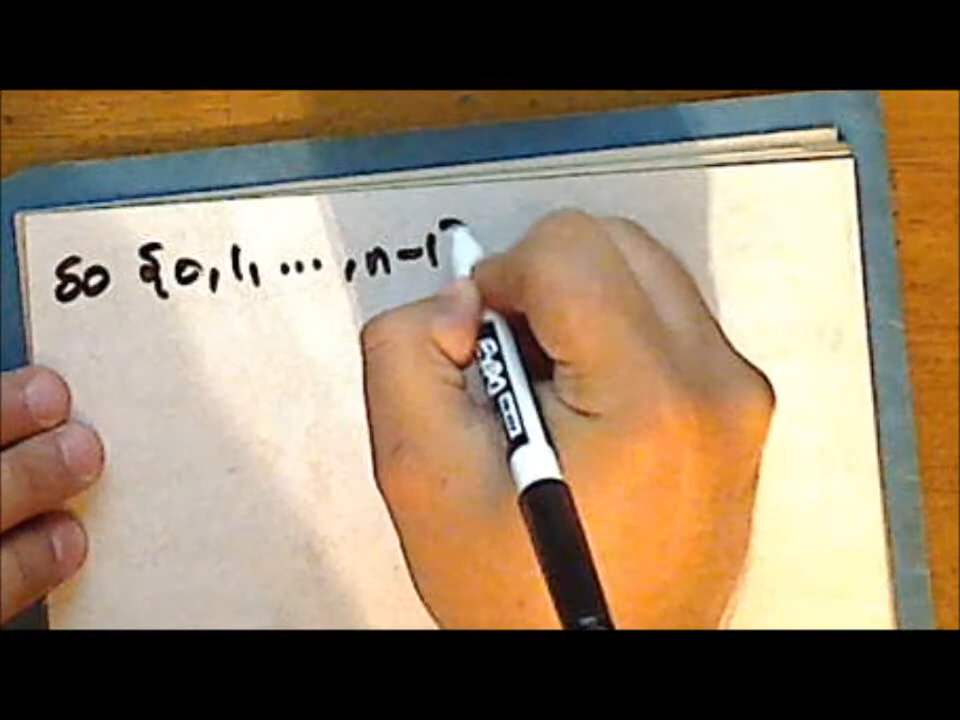 so {0, 1, ... , n-1